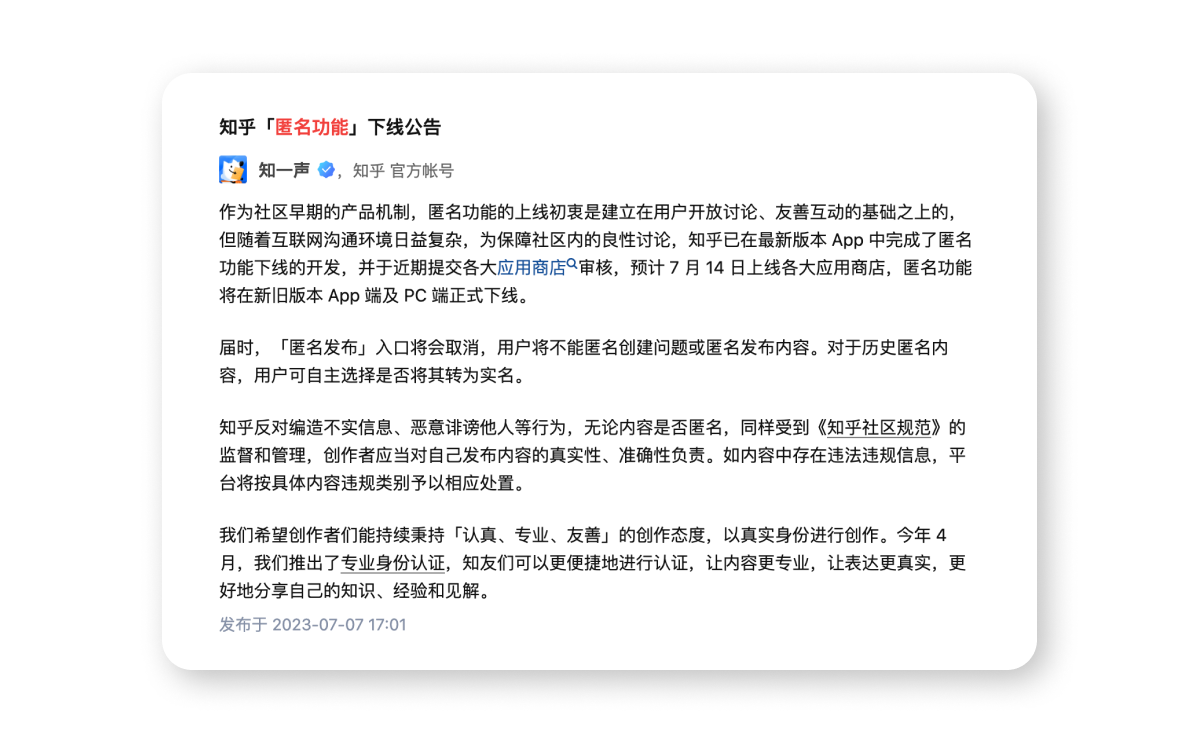 知乎「匿名功能」下线公告
知一声 ，知乎 官方帐号
作为社区早期的产品机制，匿名功能的上线初衷是建立在用户开放讨论、友善互动的基础之上的，
但随着互联网沟通环境日益复杂，为保障社区内的良性讨论，知乎已在最新版本 App 中完成了匿名
功能下线的开发，并于近期提交各大应用商店审核，预计 7 月 14 日上线各大应用商店，匿名功能
将在新旧版本 App 端及 PC 端正式下线。
届时，「匿名发布」入口将会取消，用户将不能匿名创建问题或匿名发布内容。对于历史匿名内
容，用户可自主选择是否将其转为实名。
知乎反对编造不实信息、恶意诽谤他人等行为，无论内容是否匿名，同样受到《知乎社区规范》的
监督和管理，创作者应当对自己发布内容的真实性、准确性负责。如内容中存在违法违规信息，平
台将按具体内容违规类别予以相应处置。
我们希望创作者们能持续秉持「认真、专业、友善」的创作态度，以真实身份进行创作。今年 4
月，我们推出了专业身份认证，知友们可以更便捷地进行认证，让内容更专业，让表达更真实，更
好地分享自己的知识、经验和见解。
发布于 2023-07-07 17:01